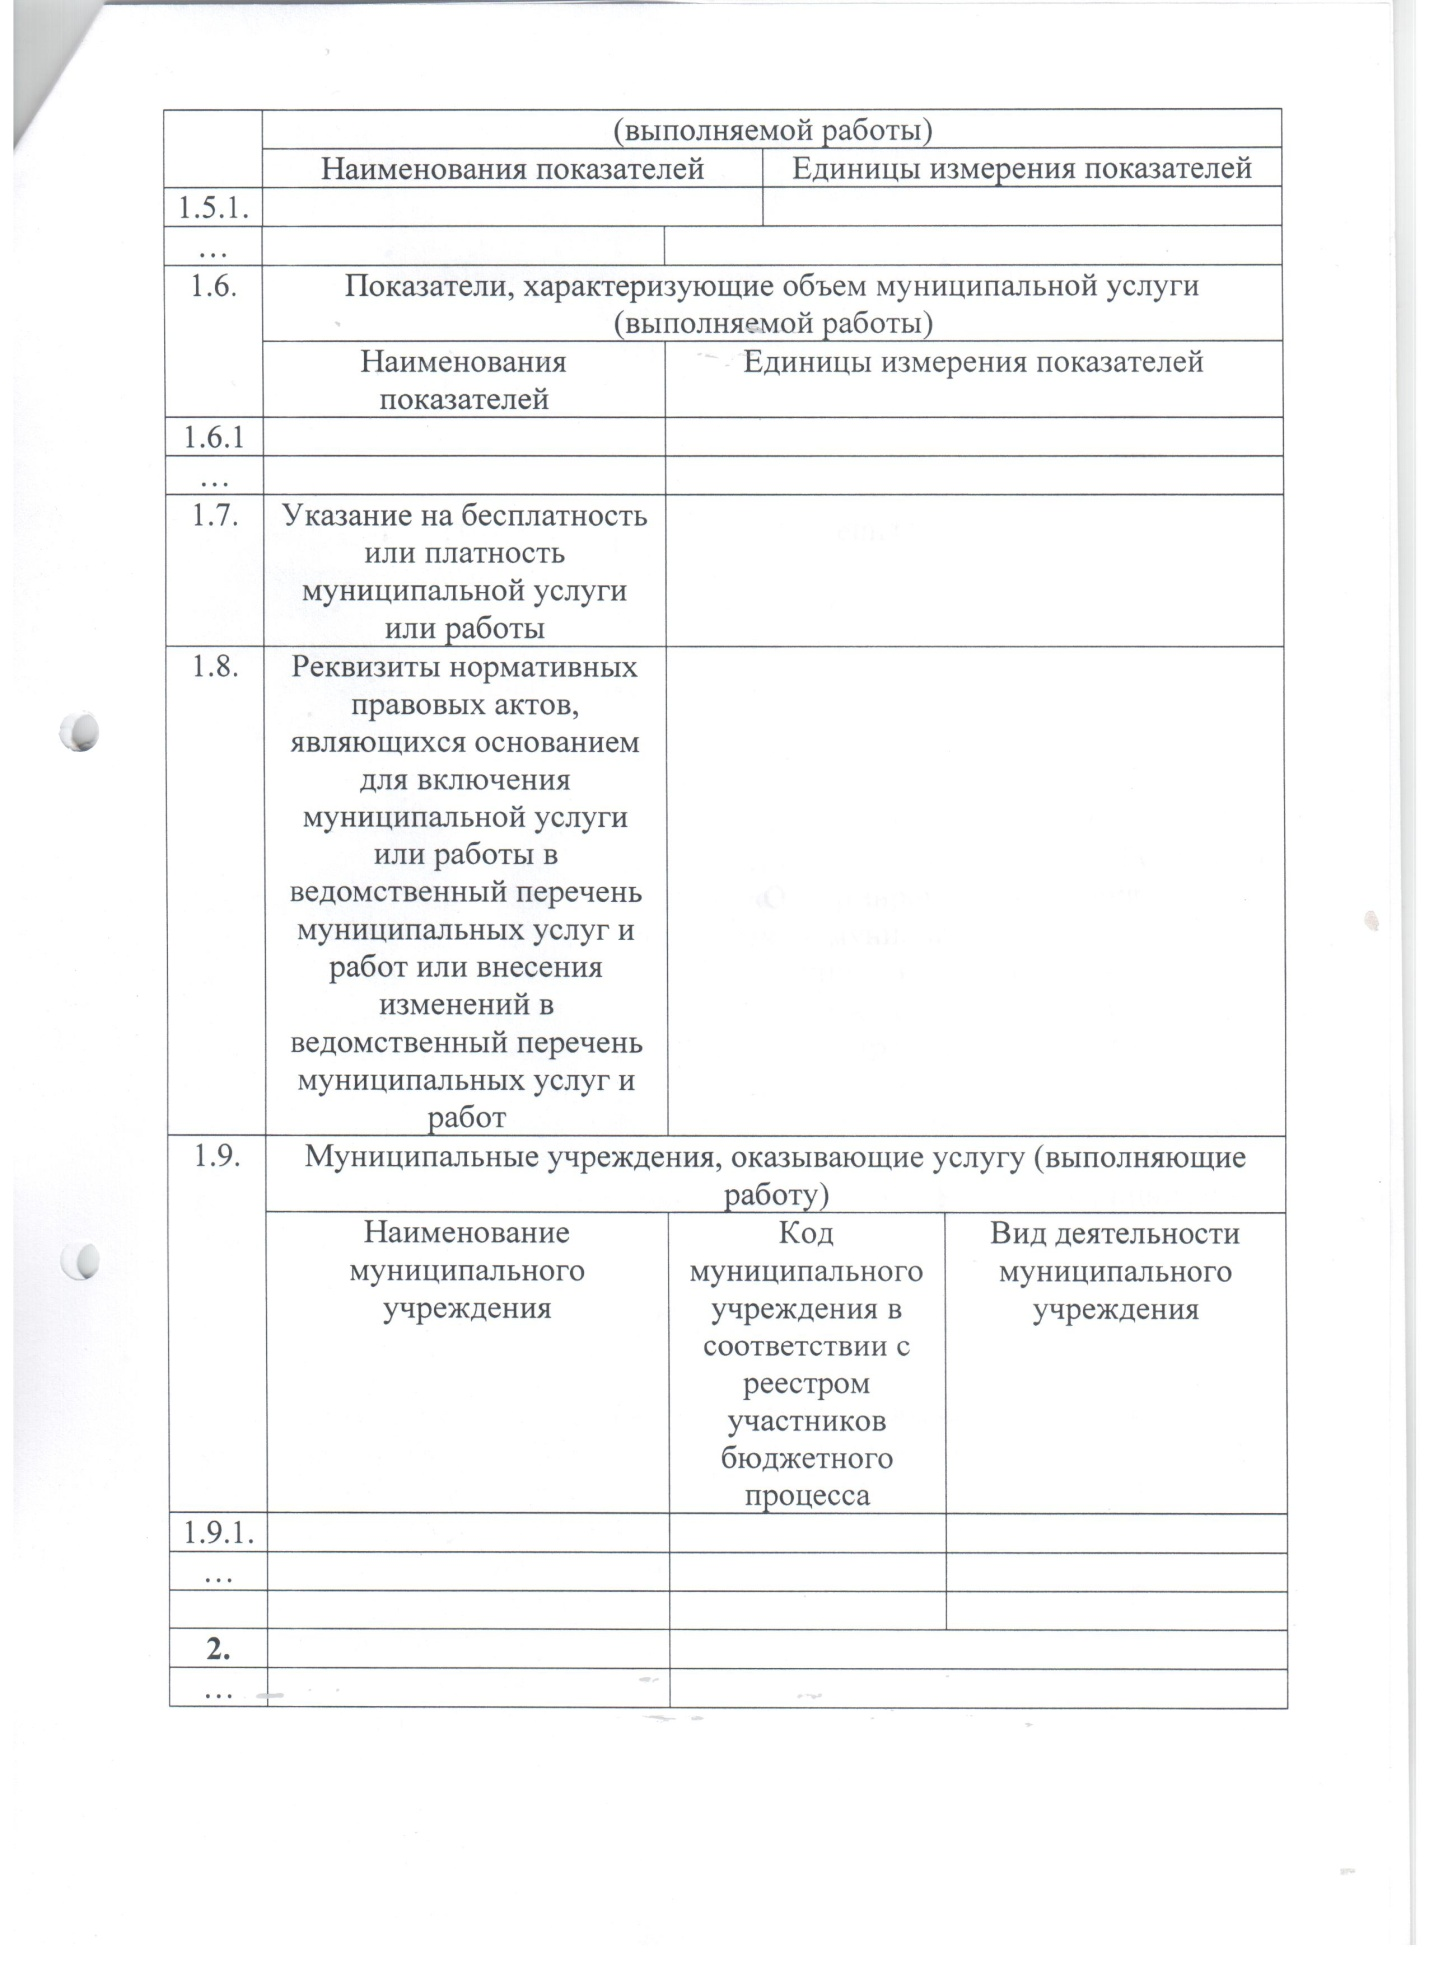 (выполняемой работы)
Наименования показателей
Единицы измерения показателей
1.5.1.
…
1.6.
Показатели, характеризующие объем муниципальной услуги
(выполняемой работы)
Наименования
показателей
Единицы измерения показателей
1.6.1
…
1.7.
Указание на бесплатность
или платность
муниципальной услуги
или работы
1.8.
Реквизиты нормативных
правовых актов,
являющихся основанием
для включения
муниципальной услуги
или работы в
ведомственный перечень
муниципальных услуг и
работ или внесения
изменений в
ведомственный перечень
муниципальных услуг и
работ
1.9.
Муниципальные учреждения, оказывающие услугу (выполняющие
работу)
Наименование
муниципального
учреждения
Код
муниципального
учреждения в
соответствии с
реестром
участников
бюджетного
процесса
Вид деятельности
муниципального
учреждения
1.9.1.
…
2.
…